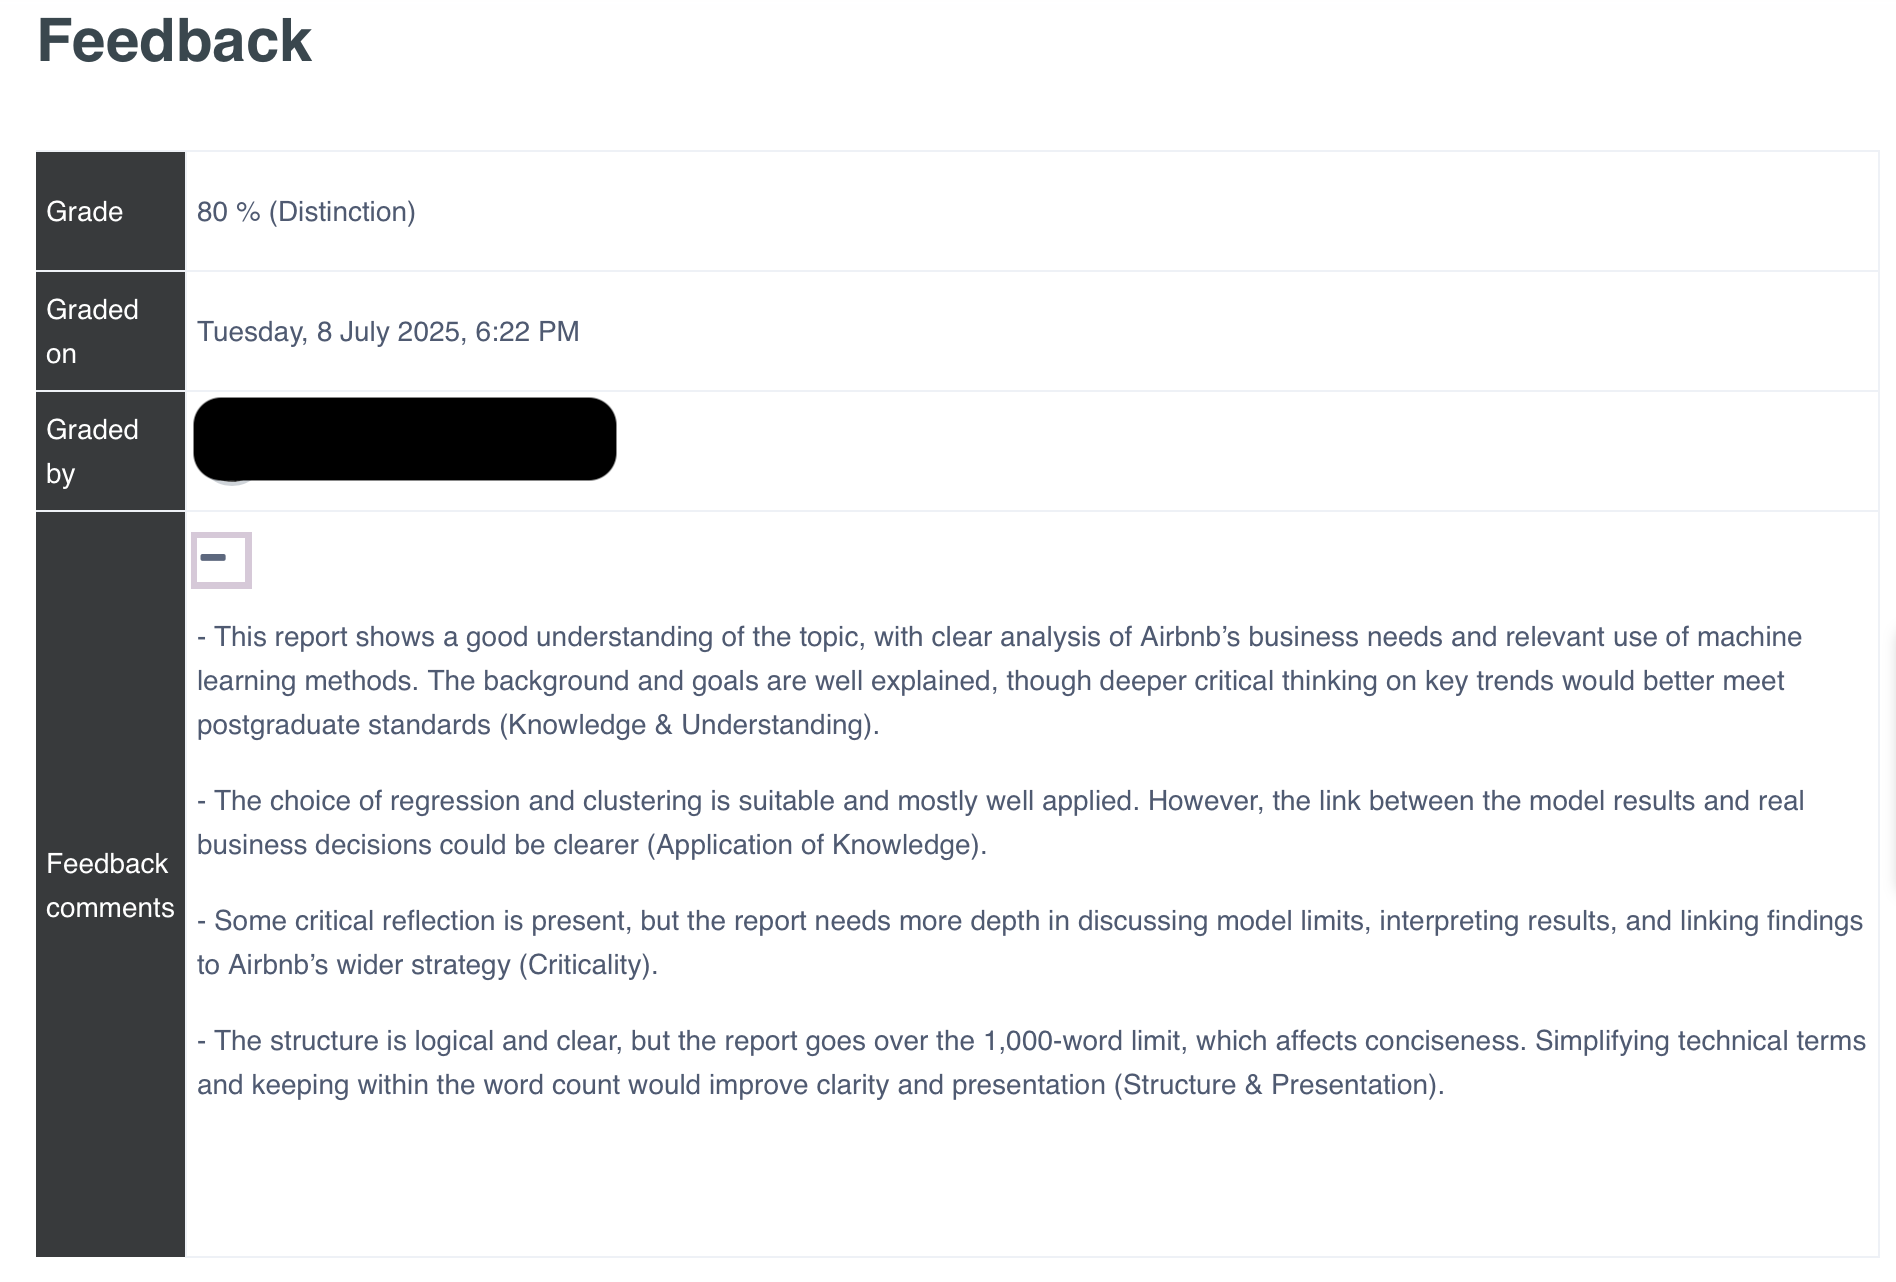 Feedback
Grade
80 % (Distinction)
Graded
on
Tuesday, 8 July 2025, 6:22 PM
Graded
by
Feedback
comments
- This report shows a good understanding of the topic, with clear analysis of Airbnb’s business needs and relevant use of machine
learning methods. The background and goals are well explained, though deeper critical thinking on key trends would better meet
postgraduate standards (Knowledge & Understanding).
- The choice of regression and clustering is suitable and mostly well applied. However, the link between the model results and real
business decisions could be clearer (Application of Knowledge).
- Some critical reflection is present, but the report needs more depth in discussing model limits, interpreting results, and linking findings
to Airbnb’s wider strategy (Criticality).
- The structure is logical and clear, but the report goes over the 1,000-word limit, which affects conciseness. Simplifying technical terms
and keeping within the word count would improve clarity and presentation (Structure & Presentation).